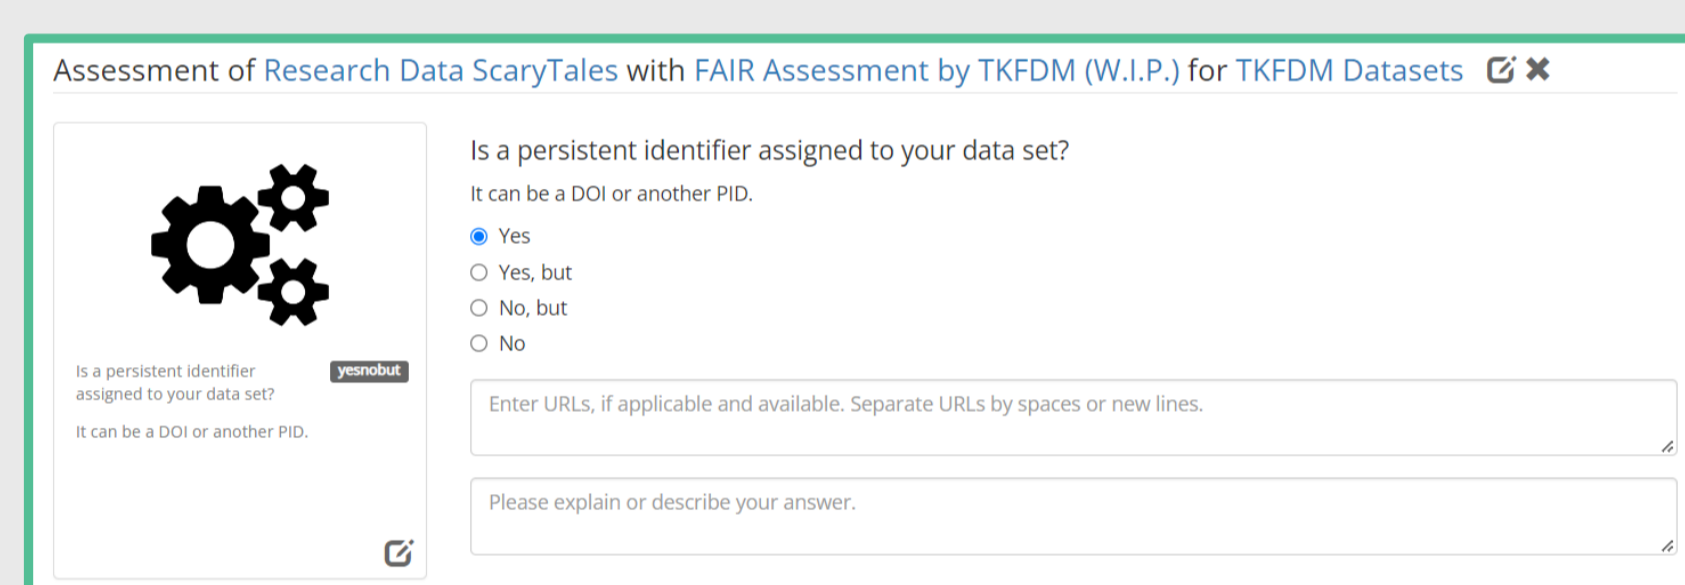 Assessment of Research Data ScaryTales with FAIR Assessment by TKFDM (W.I.P.) for TKFDM Datasets
Is a persistent identifier
assigned to your data set?
yesnobut
It can be a DOI or another PID.
Is a persistent identifier assigned to your data set?
It can be a DOI or another PID.
Yes
Yes, but
No, but
No
Enter URLs, if applicable and available. Separate URLs by spaces or new lines.
Please explain or describe your answer.